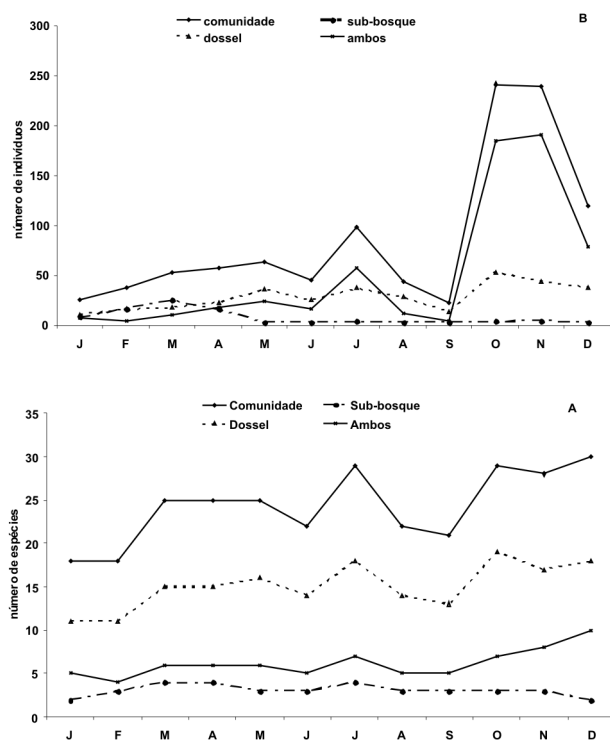 B
comunidade sub-bosque
dossel ambos
número de indivíduos
300
250
200
150
100
50
0
J F M A M J J A S O N D
A
Comunidade Sub-bosque
Dossel Ambos
número de espécies
35
30
25
20
15
10
5
0
J F M A M J J A S O N D